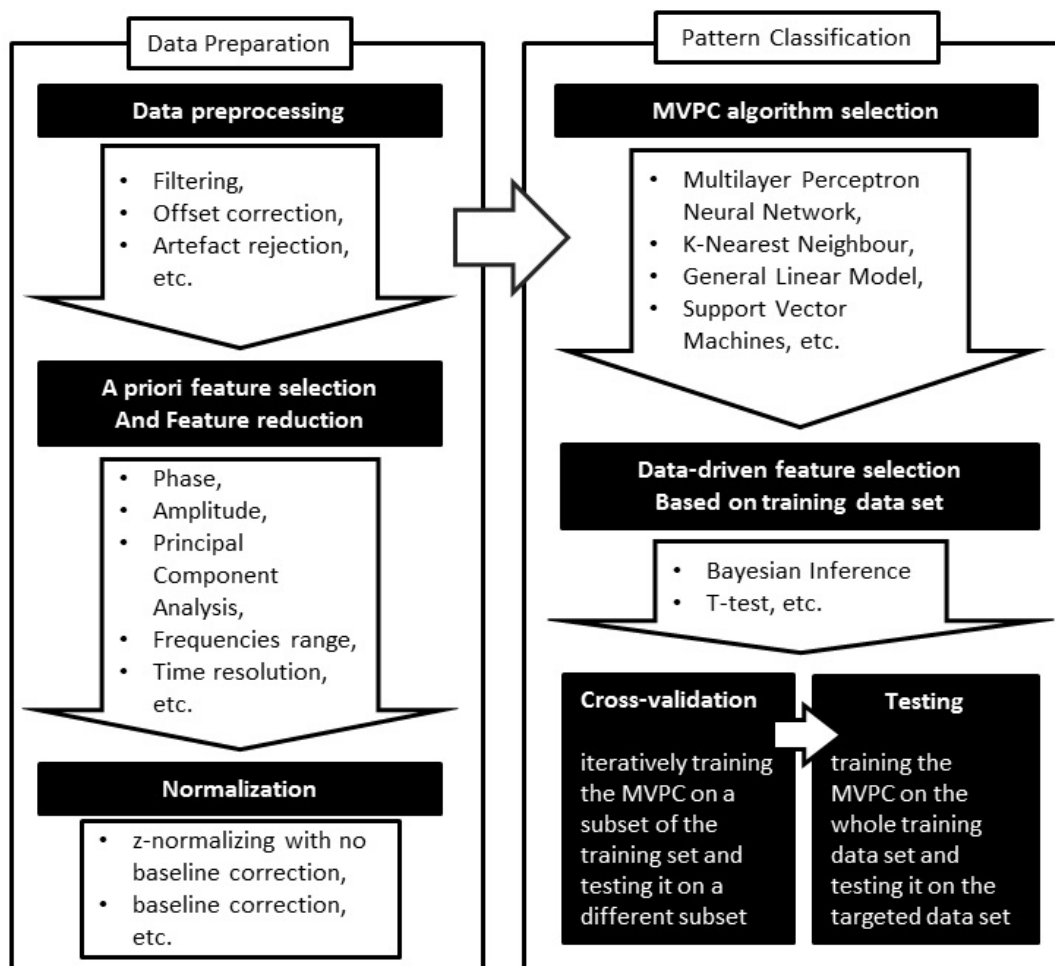 Data Preparation
Data preprocessing
• Filtering,
• Offset correction,
• Artefact rejection,
etc.
A priori feature selection
And Feature reduction
• Phase,
• Amplitude,
• Principal
Component
Analysis,
• Frequencies range,
• Time resolution,
etc.
Normalization
• z-normalizing with no
baseline correction,
• baseline correction,
etc.
Pattern Classification
MVPC algorithm selection
• Multilayer Perceptron
Neural Network,
• K-Nearest Neighbour,
• General Linear Model,
• Support Vector
Machines, etc.
Data-driven feature selection
Based on training data set
• Bayesian Inference
• T-test, etc.
Cross-validation
iteratively training
the MVPC on a
subset of the
training set and
testing it on a
different subset
Testing
training the
MVPC on the
whole training
data set and
testing it on the
targeted data set